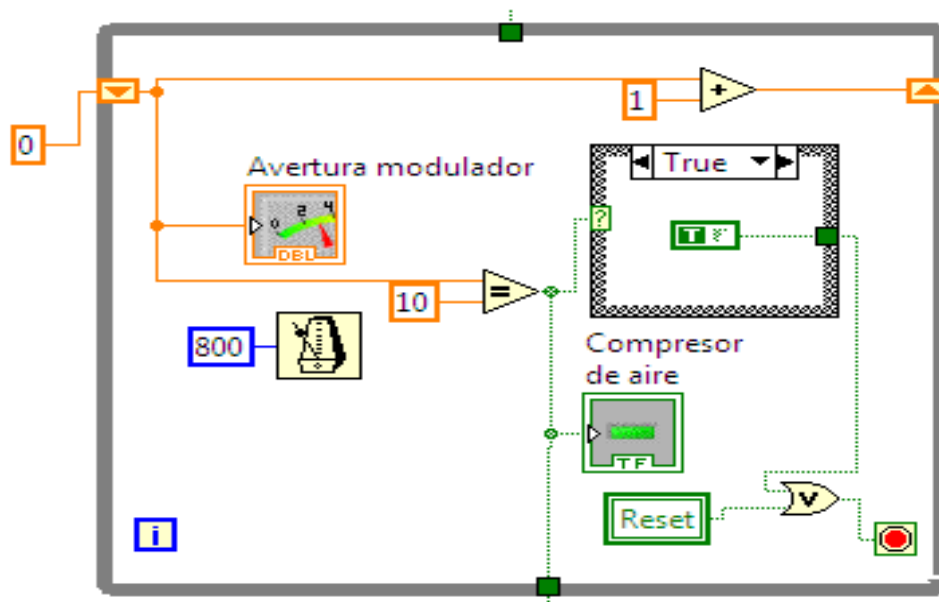 1
0
True
Avertura modulador
?
T
0 2 4
DBL
10
=
800
Compresor
de aire
TF
V
Reset
i